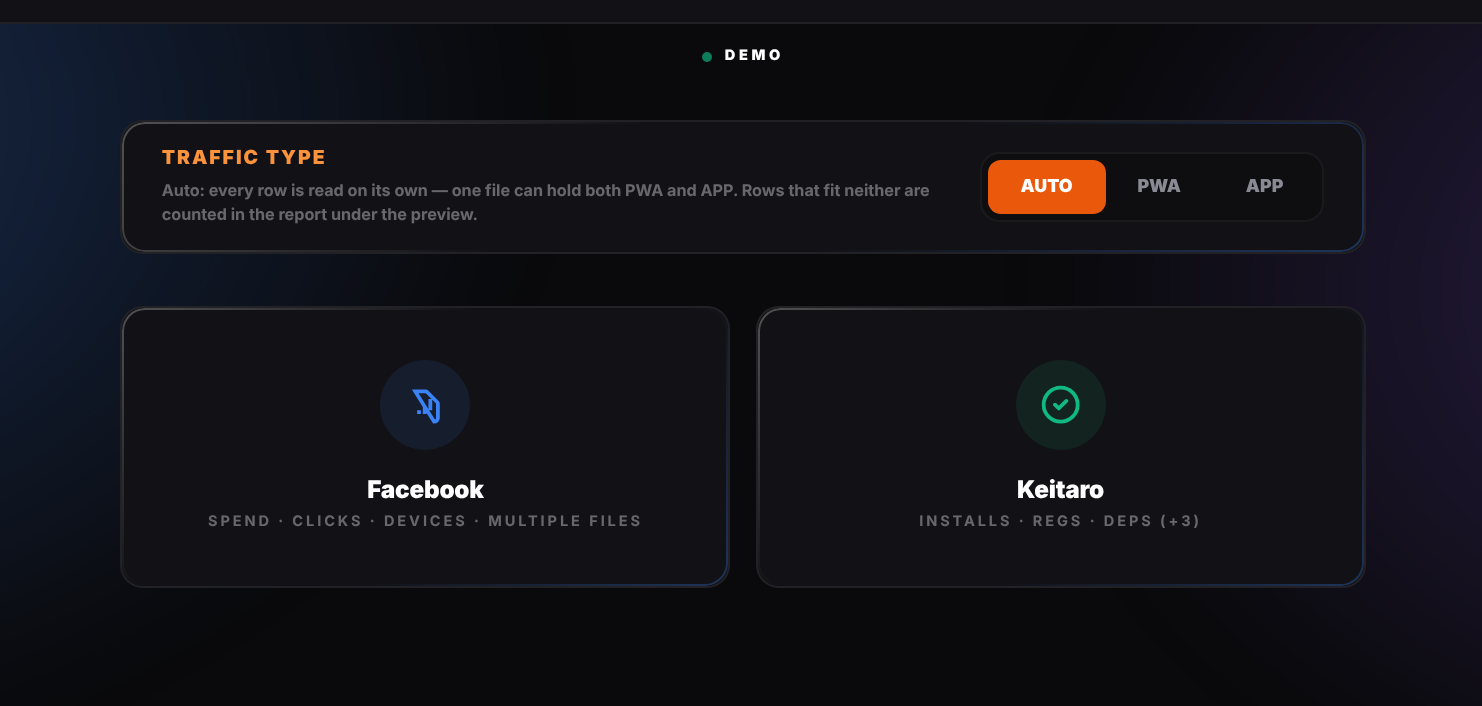 DEMO
TRAFFIC TYPE
Auto: every row is read on its own — one file can hold both PWA and APP. Rows that fit neither are
counted in the report under the preview.
AUTO
PWA
APP
Facebook
SPEND · CLICKS · DEVICES · MULTIPLE FILES
Keitaro
INSTALLS · REGS · DEPS (+3)